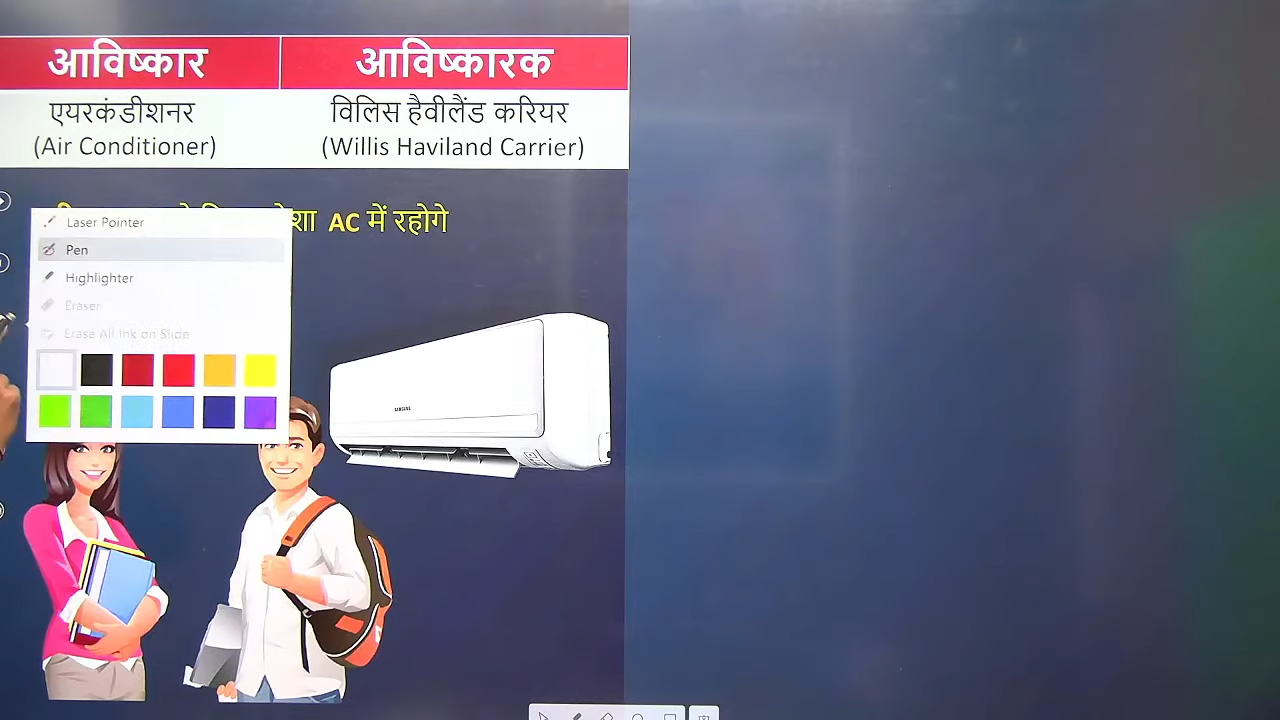 आविष्कार आविष्कारक
एयरकंडीशनर विलिस हैवीलैंड करियर
(Air Conditioner) (Willis Haviland Carrier)
AC में रहोगे
Laser Pointer
Pen
Highlighter
Eraser
Erase All Ink on Slide
SAMSUNG